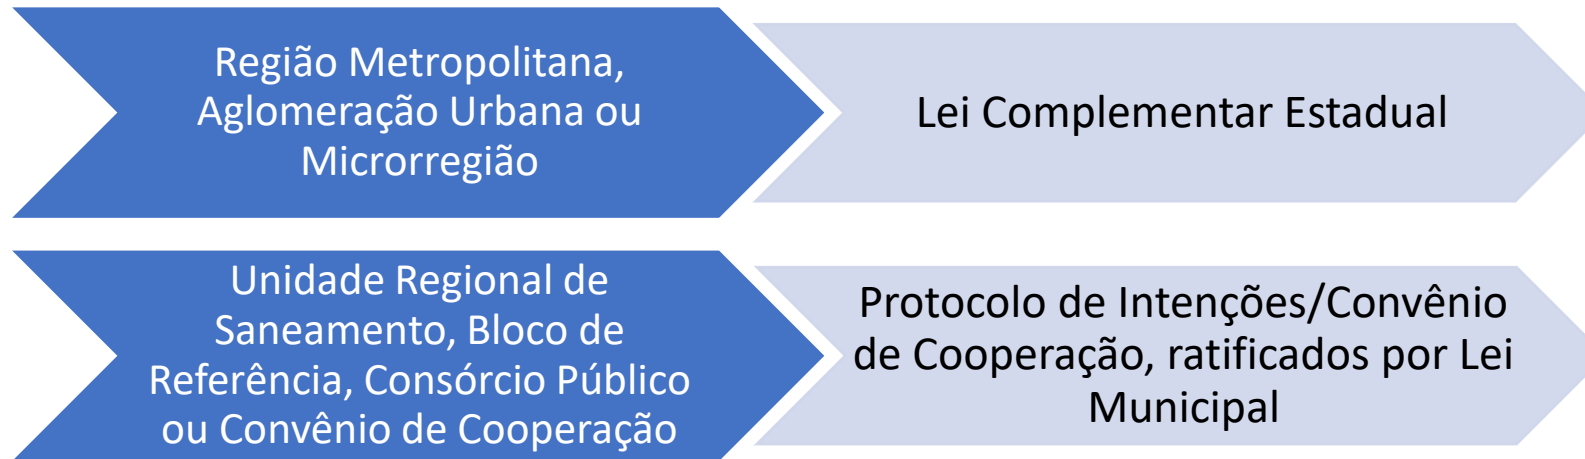 Região Metropolitana,
Aglomeração Urbana ou
Microrregião
Lei Complementar Estadual
Unidade Regional de
Saneamento, Bloco de
Referência, Consórcio Público
ou Convênio de Cooperação
Protocolo de Intenções/Convênio
de Cooperação, ratificados por Lei
Municipal